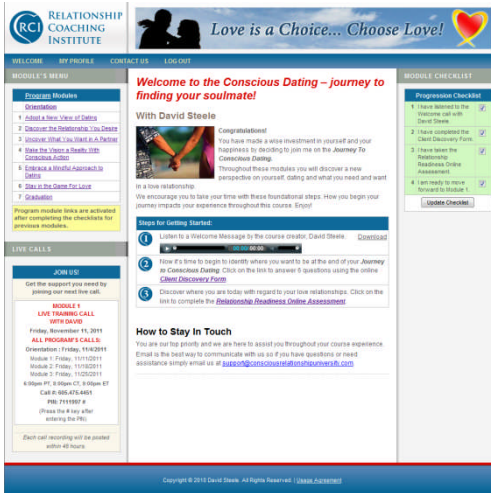 RELATIONSHIP
COACHING
INSTITUTE
RCI
Love is a Choice... Choose Love!
WELCOME MY PROFILE CONTACT US LOG OUT
MODULE'S MENU
Program Modules
Orientation
1 Adopt a New View of Dating
2 Discover the Relationship You Desire
3 Uncover What You Want in A Partner
4 Make the Vision a Reality With
Conscious Action
5 Embrace a Mindful Approach to
Dating
6 Stay in the Game For Love
7 Graduation
Program module links are activated
after completing the checklists for
previous modules.
LIVE CALLS
JOIN US!
Get the support you need by
joining our next live call.
MODULE 1
LIVE TRAINING CALL
WITH DAVID
Friday, November 11, 2011
ALL PROGRAM'S CALLS:
Orientation : Friday, 11/4/2011
Module 1: Friday, 11/11/2011
Module 2: Friday, 11/18/2011
Module 3: Friday, 11/25/2011
6:00pm PT, 8:00pm CT, 9:00pm ET
Call #: 605.475.4451
PIN: 7111997 #
(Press the # key after
entering the PIN)
Each call recording will be posted
within 48 hours.
Welcome to the Conscious Dating – journey to
finding your soulmate!
With David Steele
Congratulations!
You have made a wise investment in yourself and your
happiness by deciding to join me on the Journey To
Conscious Dating.
Throughout these modules you will discover a new
perspective on yourself, dating and what you need and want
in a love relationship.
We encourage you to take your time with these foundational steps. How you begin your
journey impacts your experience throughout this course. Enjoy!
Steps for Getting Started:
1 Listen to a Welcome Message by the course creator, David Steele. Download
00:00/00:00
2 Now it's time to begin to identify where you want to be at the end of your Journey
to Conscious Dating. Click on the link to answer 5 questions using the online
Client Discovery Form.
3 Discover where you are today with regard to your love relationships. Click on the
link to complete the Relationship Readiness Online Assessment.
How to Stay In Touch
You are our top priority and we are here to assist you throughout your course experience.
Email is the best way to communicate with us so if you have questions or need
assistance simply email us at support@consciousrelationshipuniversity.com.
MODULE CHECKLIST
Progression Checklist
1 I have listened to the
Welcome call with
David Steele.
2 I have completed the
Client Discovery Form.
3 I have taken the
Relationship
Readiness Online
Assessment.
4 I am ready to move
forward to Module 1.
Update Checklist
Copyright © 2010 David Steele. All Rights Reserved. | Usage Agreement